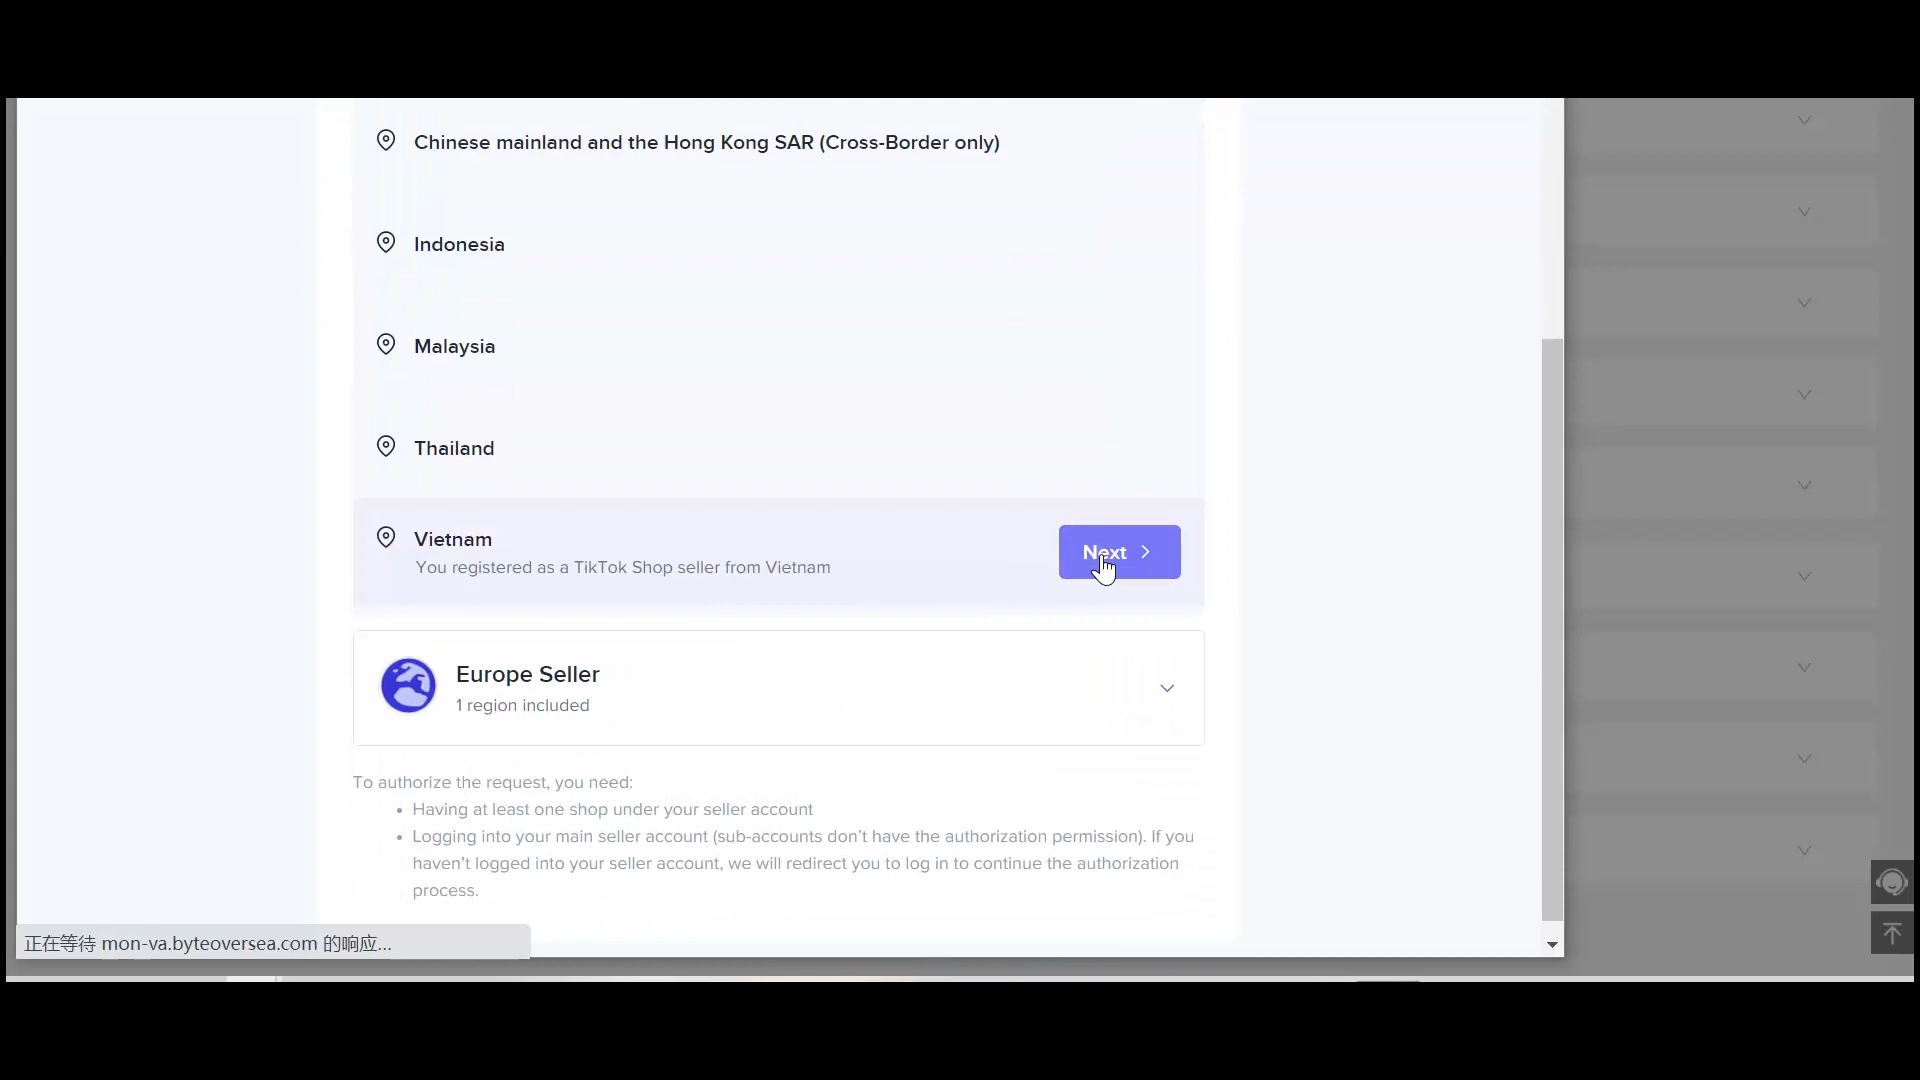 Chinese mainland and the Hong Kong SAR (Cross-Border only)
Indonesia
Malaysia
Thailand
Vietnam
You registered as a TikTok Shop seller from Vietnam
Next
Europe Seller
1 region included
To authorize the request, you need:
• Having at least one shop under your seller account
• Logging into your main seller account (sub-accounts don’t have the authorization permission). If you
haven’t logged into your seller account, we will redirect you to log in to continue the authorization
process.
正在等待 mon-va.byteoversea.com 的响应...